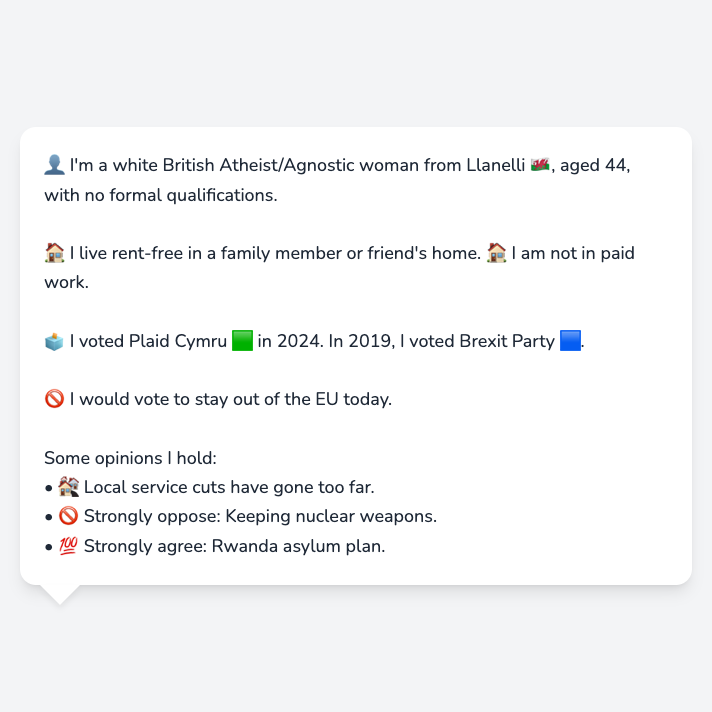 👤 I'm a white British Atheist/Agnostic woman from Llanelli 🏴󠁧󠁢󠁷󠁬󠁳󠁿, aged 44,
with no formal qualifications.
🏠 I live rent-free in a family member or friend's home. 🏠 I am not in paid
work.
🗳️ I voted Plaid Cymru 🟩 in 2024. In 2019, I voted Brexit Party 🟦.
🚫 I would vote to stay out of the EU today.
Some opinions I hold:
• 🏚️ Local service cuts have gone too far.
• 🚫 Strongly oppose: Keeping nuclear weapons.
• 💯 Strongly agree: Rwanda asylum plan.